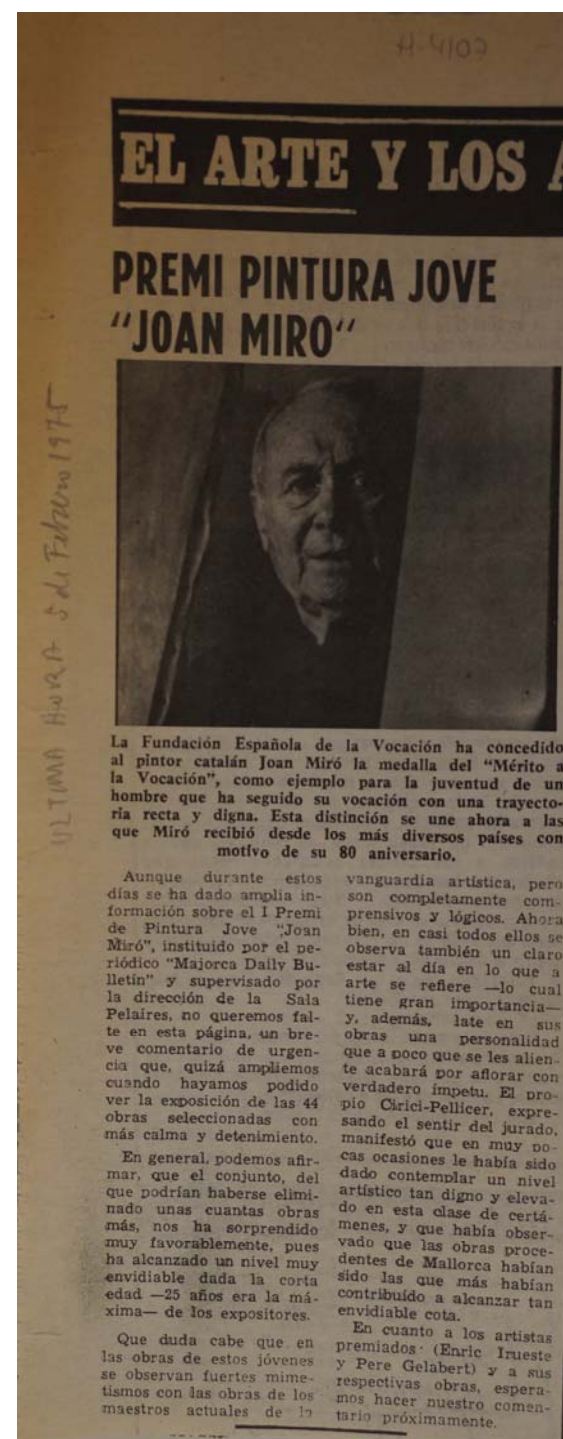 H-4107
EL ARTE Y LOS A
PREMI PINTURA JOVE
"JOAN MIRO"
ULTIMA HORA 5 de Febrero 1975
La Fundación Española de la Vocación ha concedido
al pintor catalán Joan Miró la medalla del "Mérito a
la Vocación", como ejemplo para la juventud de un
hombre que ha seguido su vocación con una trayecto-
ria recta y digna. Esta distinción se une ahora a las
que Miró recibió desde los más diversos países con
motivo de su 80 aniversario.
Aunque durante estos
días se ha dado amplia in-
formación sobre el I Premi
de Pintura Jove "Joan
Miró", instituido por el pe-
riódico "Majorca Daily Bu-
lletín" y supervisado por
la dirección de la Sala
Pelaires, no queremos fal-
te en esta página, un bre-
ve comentario de urgen-
cia que, quizá ampliemos
cuando hayamos podido
ver la exposición de las 44
obras seleccionadas con
más calma y detenimiento.
En general, podemos afir-
mar, que el conjunto, del
que podrían haberse elimi-
nado unas cuantas obras
más, nos ha sorprendido
muy favorablemente, pues
ha alcanzado un nivel muy
envidiable dada la corta
edad —25 años era la má-
xima— de los expositores.
Que duda cabe que en
las obras de estos jóvenes
se observan fuertes mime-
tismos con las obras de los
maestros actuales de la
vanguardia artística, pero
son completamente com-
prensivos y lógicos. Ahora
bien, en casi todos ellos se
observa también un claro
estar al día en lo que a
arte se refiere —lo cual
tiene gran importancia—
y, además, late en sus
obras una personalidad
que a poco que se les alien-
te acabará por aflorar con
verdadero ímpetu. El pro-
pio Cirici-Pellicer, expre-
sando el sentir del jurado,
manifestó que en muy po-
cas ocasiones le había sido
dado contemplar un nivel
artístico tan digno y eleva-
do en esta clase de certá-
menes, y que había obser-
vado que las obras proce-
dentes de Mallorca habían
sido las que más habían
contribuído a alcanzar tan
envidiable cota.
En cuanto a los artistas
premiados (Enric Irueste
y Pere Gelabert) y a sus
respectivas obras, espera-
mos hacer nuestro comen-
tario próximamente.